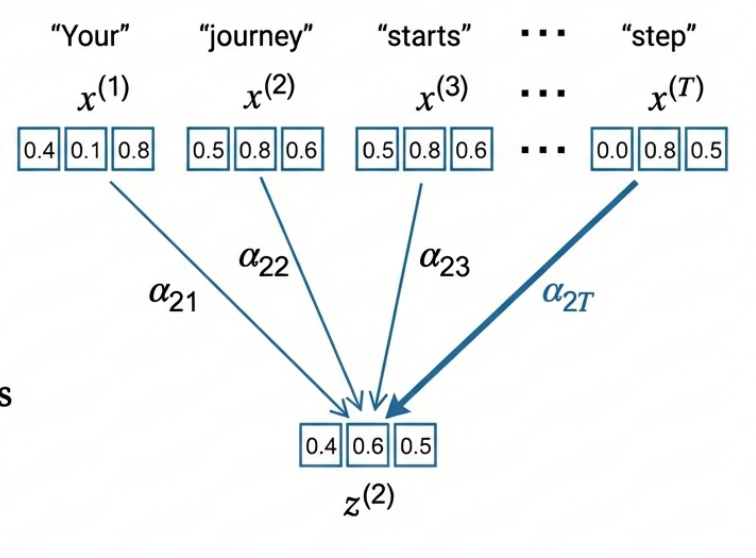 “Your” “journey” “starts” ... “step”
x^(1) x^(2) x^(3) ... x^(T)
0.4 0.1 0.8 0.5 0.8 0.6 0.5 0.8 0.6 ... 0.0 0.8 0.5
α22 α23
α21 α2T
s
0.4 0.6 0.5
z^(2)